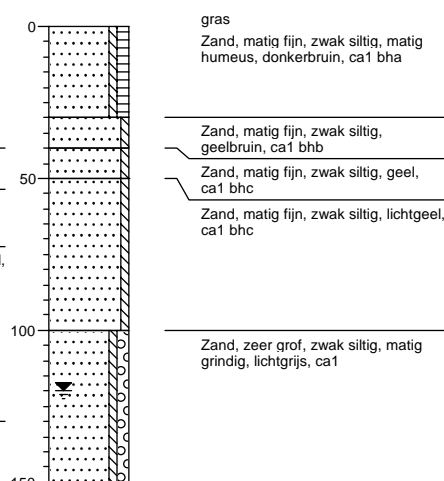 0
gras
Zand, matig fijn, zwak siltig, matig
humeus, donkerbruin, ca1 bha
Zand, matig fijn, zwak siltig,
geelbruin, ca1 bhb
50
Zand, matig fijn, zwak siltig, geel,
ca1 bhc
Zand, matig fijn, zwak siltig, lichtgeel,
ca1 bhc
100
Zand, zeer grof, zwak siltig, matig
grindig, lichtgrijs, ca1
150